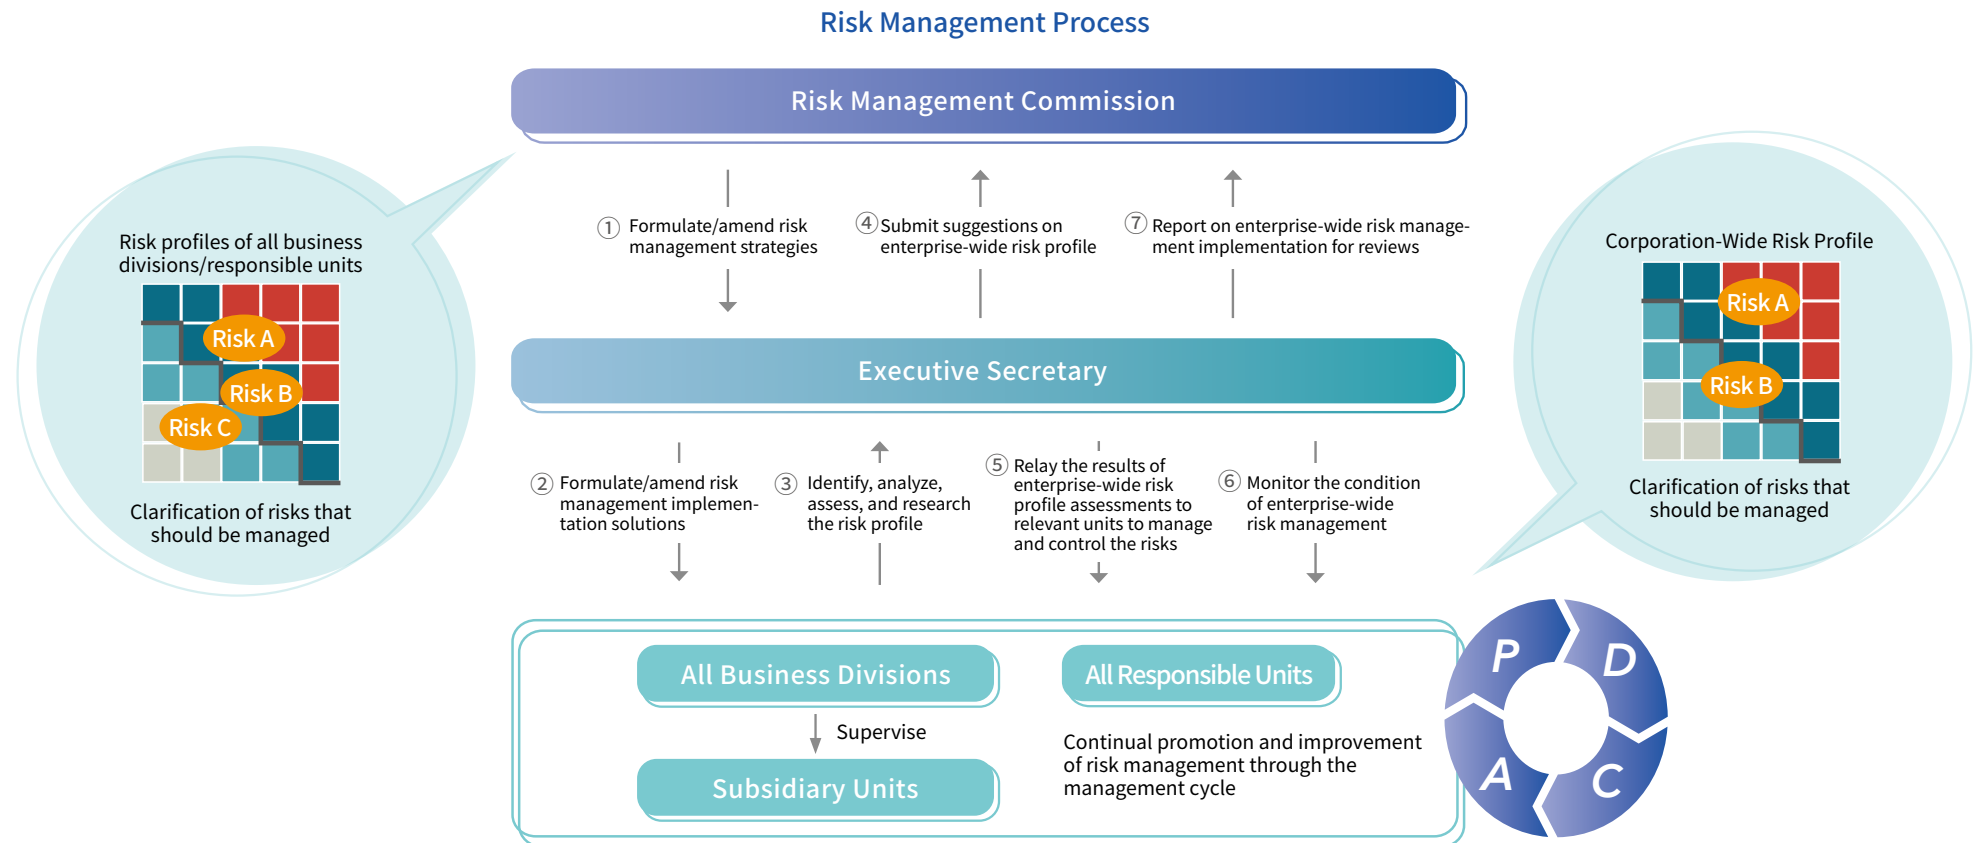 Risk Management Process
Risk Management Commission
① Formulate/amend risk
management strategies
④ Submit suggestions on
enterprise-wide risk profile
⑦ Report on enterprise-wide risk manage-
ment implementation for reviews
Risk profiles of all business
divisions/responsible units
Risk A
Risk B
Risk C
Clarification of risks that
should be managed
Corporation-Wide Risk Profile
Risk A
Risk B
Clarification of risks that
should be managed
Executive Secretary
② Formulate/amend risk
management implemen-
tation solutions
③ Identify, analyze,
assess, and research
the risk profile
⑤ Relay the results of
enterprise-wide risk
profile assessments to
relevant units to manage
and control the risks
⑥ Monitor the condition
of enterprise-wide
risk management
All Business Divisions
Supervise
Subsidiary Units
All Responsible Units
Continual promotion and improvement
of risk management through the
management cycle
P
D
A
C